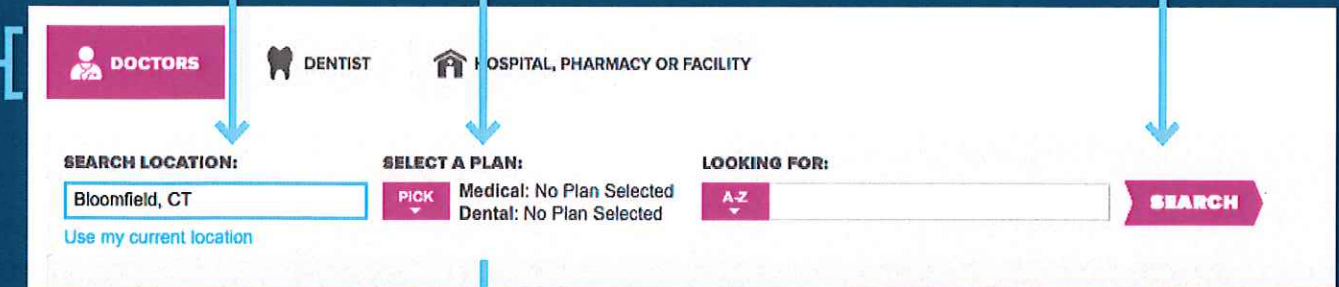 DOCTORS
DENTIST
HOSPITAL, PHARMACY OR FACILITY
SEARCH LOCATION:
SELECT A PLAN:
LOOKING FOR:
Bloomfield, CT
PICK
Medical: No Plan Selected
Dental: No Plan Selected
A-Z
SEARCH
Use my current location